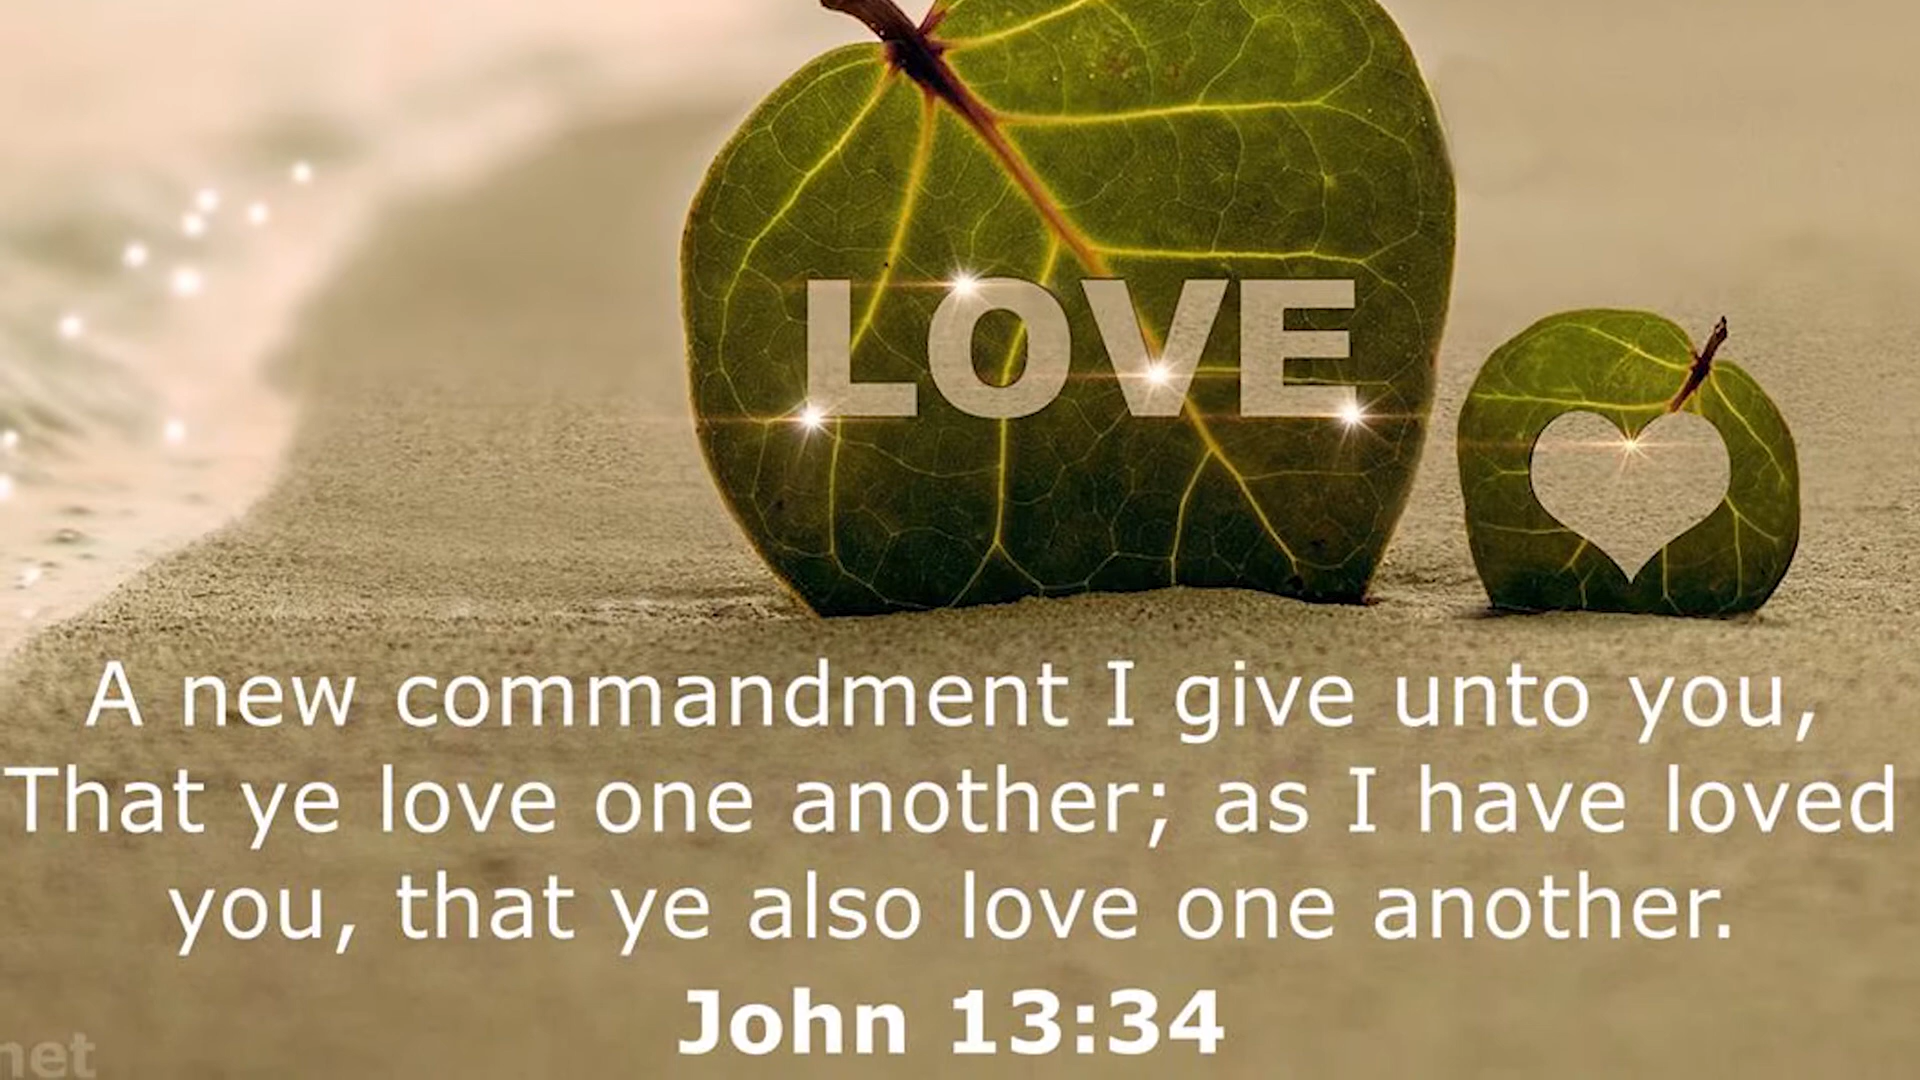 LOVE
A new commandment I give unto you,
That ye love one another; as I have loved
you, that ye also love one another.
John 13:34
net